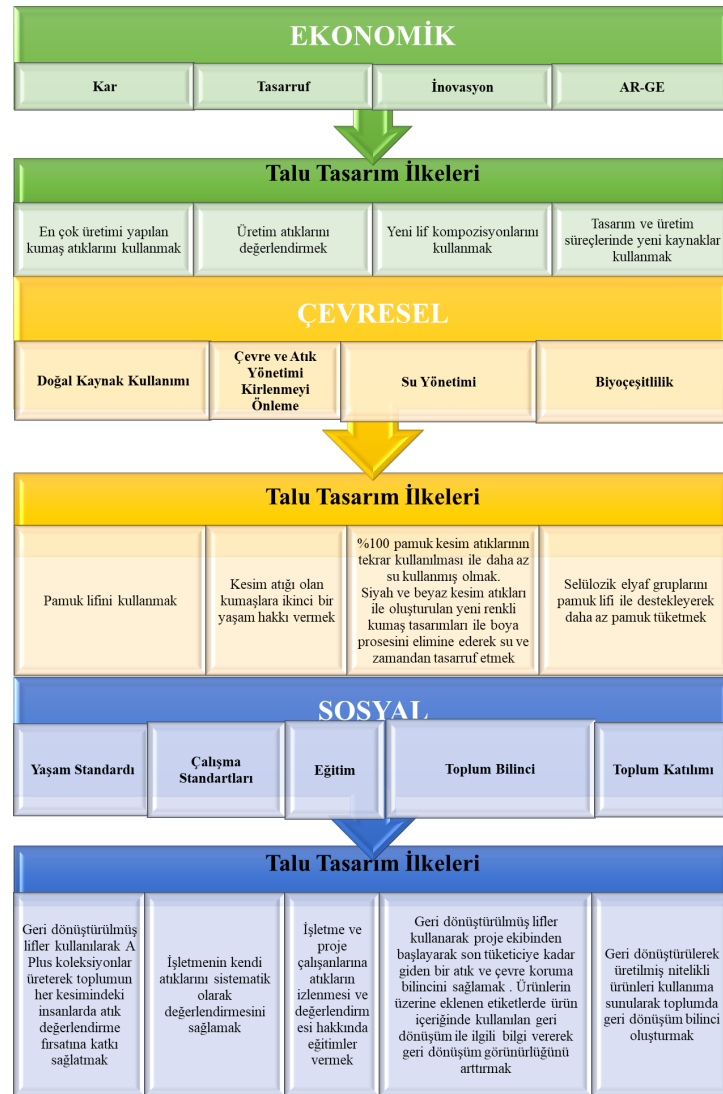 EKONOMİK
Kar
Tasarruf
İnovasyon
AR-GE
Talu Tasarım İlkeleri
En çok üretimi yapılan
kumaş atıklarını kullanmak
Üretim atıklarını
değerlendirmek
Yeni lif kompozisyonlarını
kullanmak
Tasarım ve üretim
süreçlerinde yeni kaynaklar
kullanmak
ÇEVRESEL
Doğal Kaynak Kullanımı
Çevre ve Atık
Yönetimi
Kirlenmeyi
Önleme
Su Yönetimi
Biyoçeşitlilik
Talu Tasarım İlkeleri
Pamuk lifini kullanmak
Kesim atığı olan
kumaşlara ikinci bir
yaşam hakkı vermek
%100 pamuk kesim atıklarının
tekrar kullanılması ile daha az
su kullanmış olmak.
Siyah ve beyaz kesim atıkları
ile oluşturulan yeni renkli
kumaş tasarımları ile boya
prosesini elimine ederek su ve
zamandan tasarruf etmek
Selülozik elyaf gruplarını
pamuk lifi ile destekleyerek
daha az pamuk tüketmek
SOSYAL
Yaşam Standardı
Çalışma
Standartları
Eğitim
Toplum Bilinci
Toplum Katılımı
Talu Tasarım İlkeleri
Geri dönüştürülmüş
lifler kullanılarak A
Plus koleksiyonlar
üreterek toplumun
her kesimindeki
insanlarda atık
değerlendirme
fırsatına katkı
sağlatmak
İşletmenin kendi
atıklarını sistematik
olarak
değerlendirmesini
sağlamak
İşletme ve
proje
çalışanlarına
atıkların
izlenmesi ve
değerlendirm
esi hakkında
eğitimler
vermek
Geri dönüştürülmüş lifler
kullanarak proje ekibinden
başlayarak son tüketiciye kadar
giden bir atık ve çevre koruma
bilincini sağlamak . Ürünlerin
üzerine eklenen etiketlerde ürün
içeriğinde kullanılan geri
dönüşüm ile ilgili bilgi vererek
geri dönüşüm görünürlüğünü
arttırmak
Geri dönüştürülerek
üretilmiş nitelikli
ürünleri kullanıma
sunularak toplumda
geri dönüşüm bilinci
oluşturmak